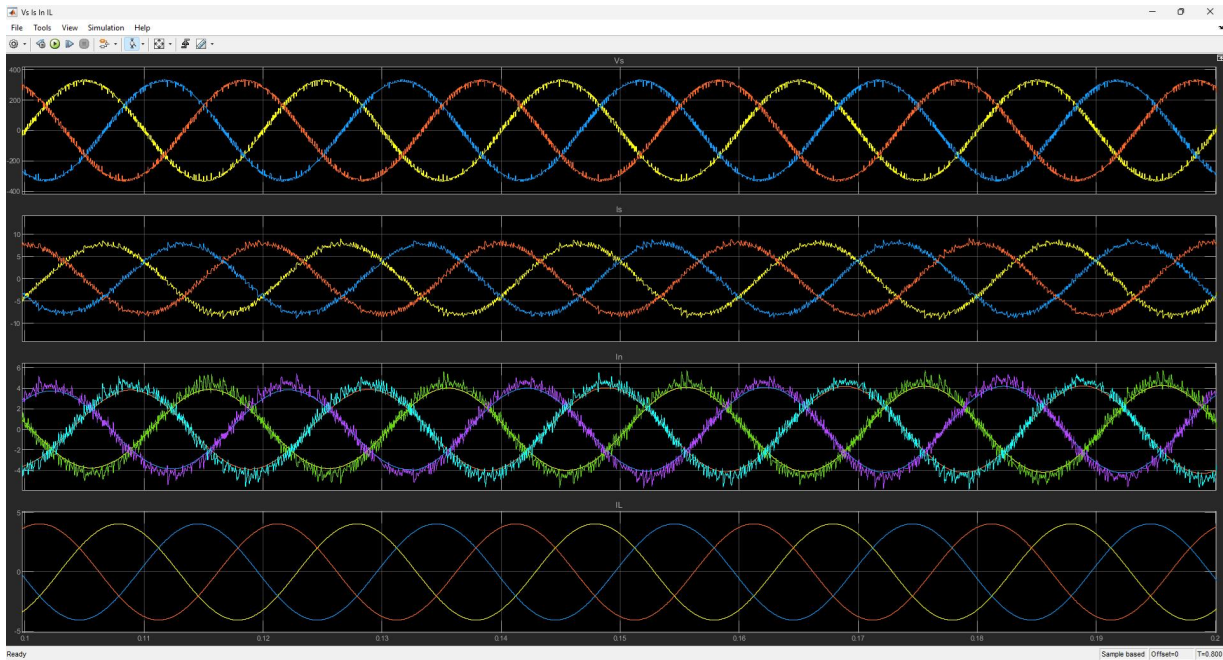 Vs Is In IL
File Tools View Simulation Help
Vs
400
200
0
-200
-400
Is
10
5
0
-5
-10
In
6
4
2
0
-2
-4
IL
5
0
-5
0.1 0.11 0.12 0.13 0.14 0.15 0.16 0.17 0.18 0.19 0.2
Ready Sample based Offset=0 T=0.800